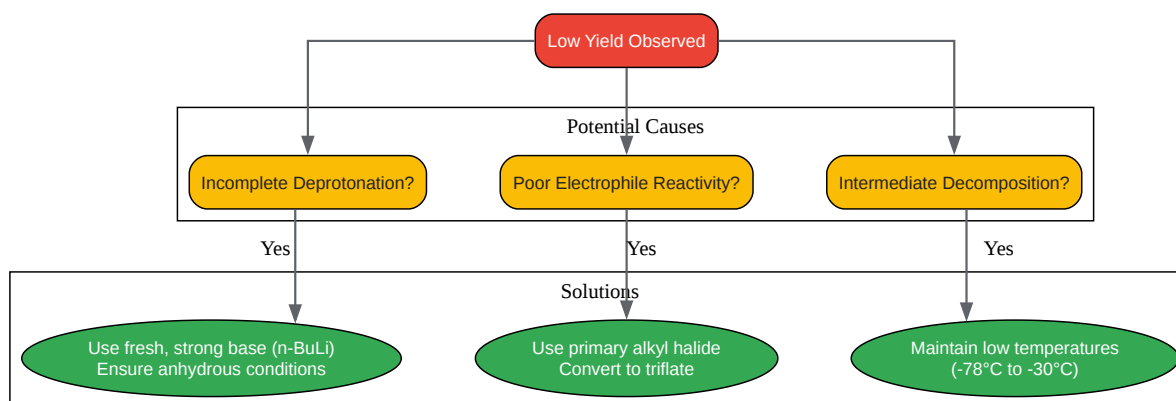 Low Yield Observed
Potential Causes
Incomplete Deprotonation?
Poor Electrophile Reactivity?
Intermediate Decomposition?
Yes
Yes
Yes
Solutions
Use fresh, strong base (n-BuLi)
Ensure anhydrous conditions
Use primary alkyl halide
Convert to triflate
Maintain low temperatures
(-78°C to -30°C)